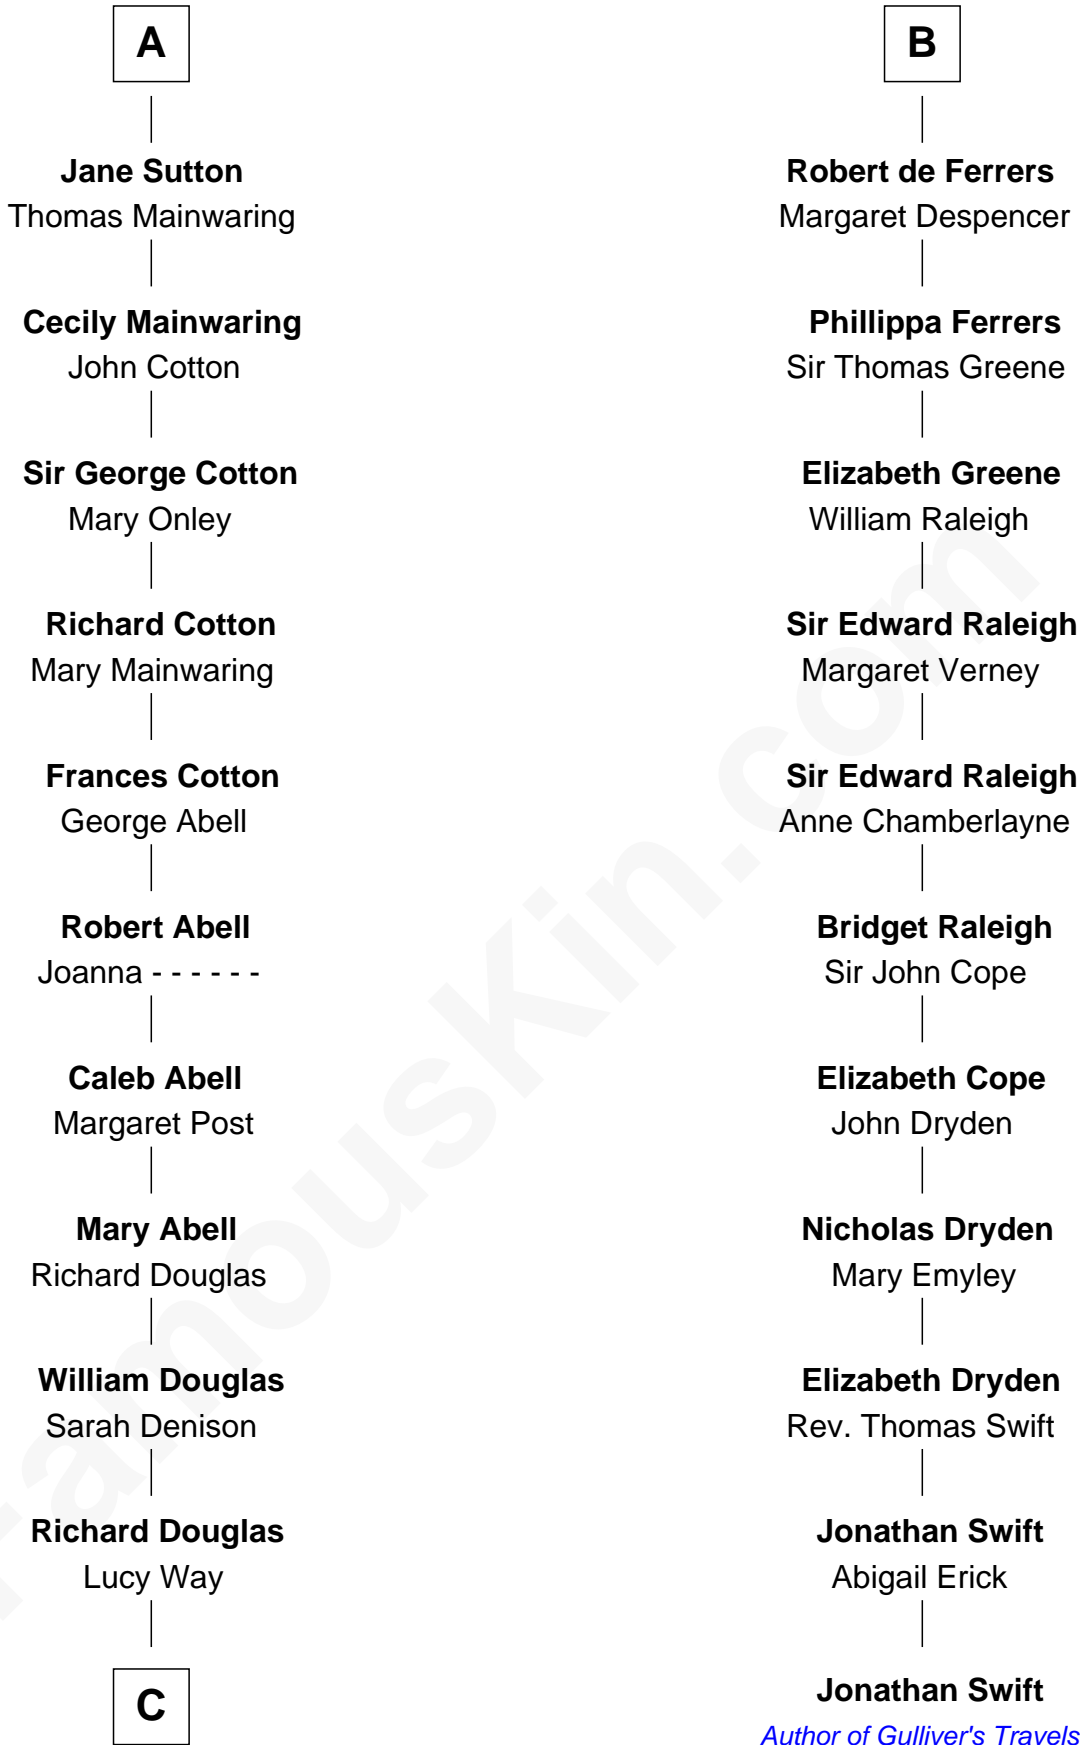 A
Jane Sutton
Thomas Mainwaring
Cecily Mainwaring
John Cotton
Sir George Cotton
Mary Onley
Richard Cotton
Mary Mainwaring
Frances Cotton
George Abell
Robert Abell
Joanna - - - - - -
Caleb Abell
Margaret Post
Mary Abell
Richard Douglas
William Douglas
Sarah Denison
Richard Douglas
Lucy Way
C
B
Robert de Ferrers
Margaret Despencer
Phillippa Ferrers
Sir Thomas Greene
Elizabeth Greene
William Raleigh
Sir Edward Raleigh
Margaret Verney
Sir Edward Raleigh
Anne Chamberlayne
Bridget Raleigh
Sir John Cope
Elizabeth Cope
John Dryden
Nicholas Dryden
Mary Emyley
Elizabeth Dryden
Rev. Thomas Swift
Jonathan Swift
Abigail Erick
Jonathan Swift
Author of Gulliver's Travels
FamousKin.com